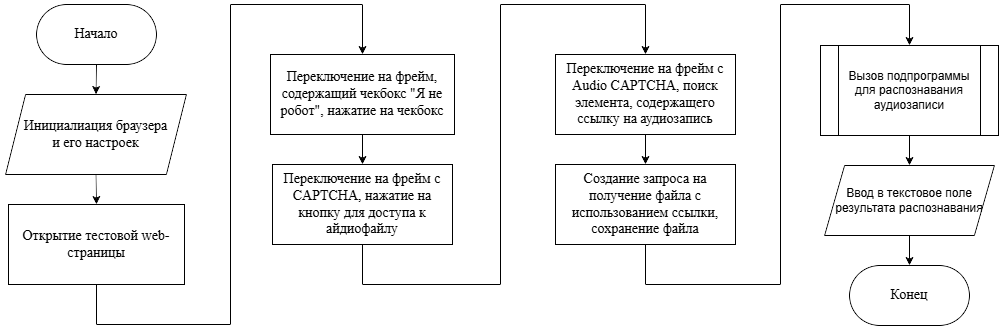 Начало
Инициалиация браузера
и его настроек
Открытие тестовой web-
страницы
Переключение на фрейм,
содержащий чекбокс "Я не
робот", нажатие на чекбокс
Переключение на фрейм с
CAPTCHA, нажатие на
кнопку для доступа к
айдиофайлу
Переключение на фрейм с
Audio CAPTCHA, поиск
элемента, содержащего
ссылку на аудиозапись
Создание запроса на
получение файла с
использованием ссылки,
сохранение файла
Вызов подпрограммы
для распознавания
аудиозаписи
Ввод в текстовое поле
результата распознавания
Конец